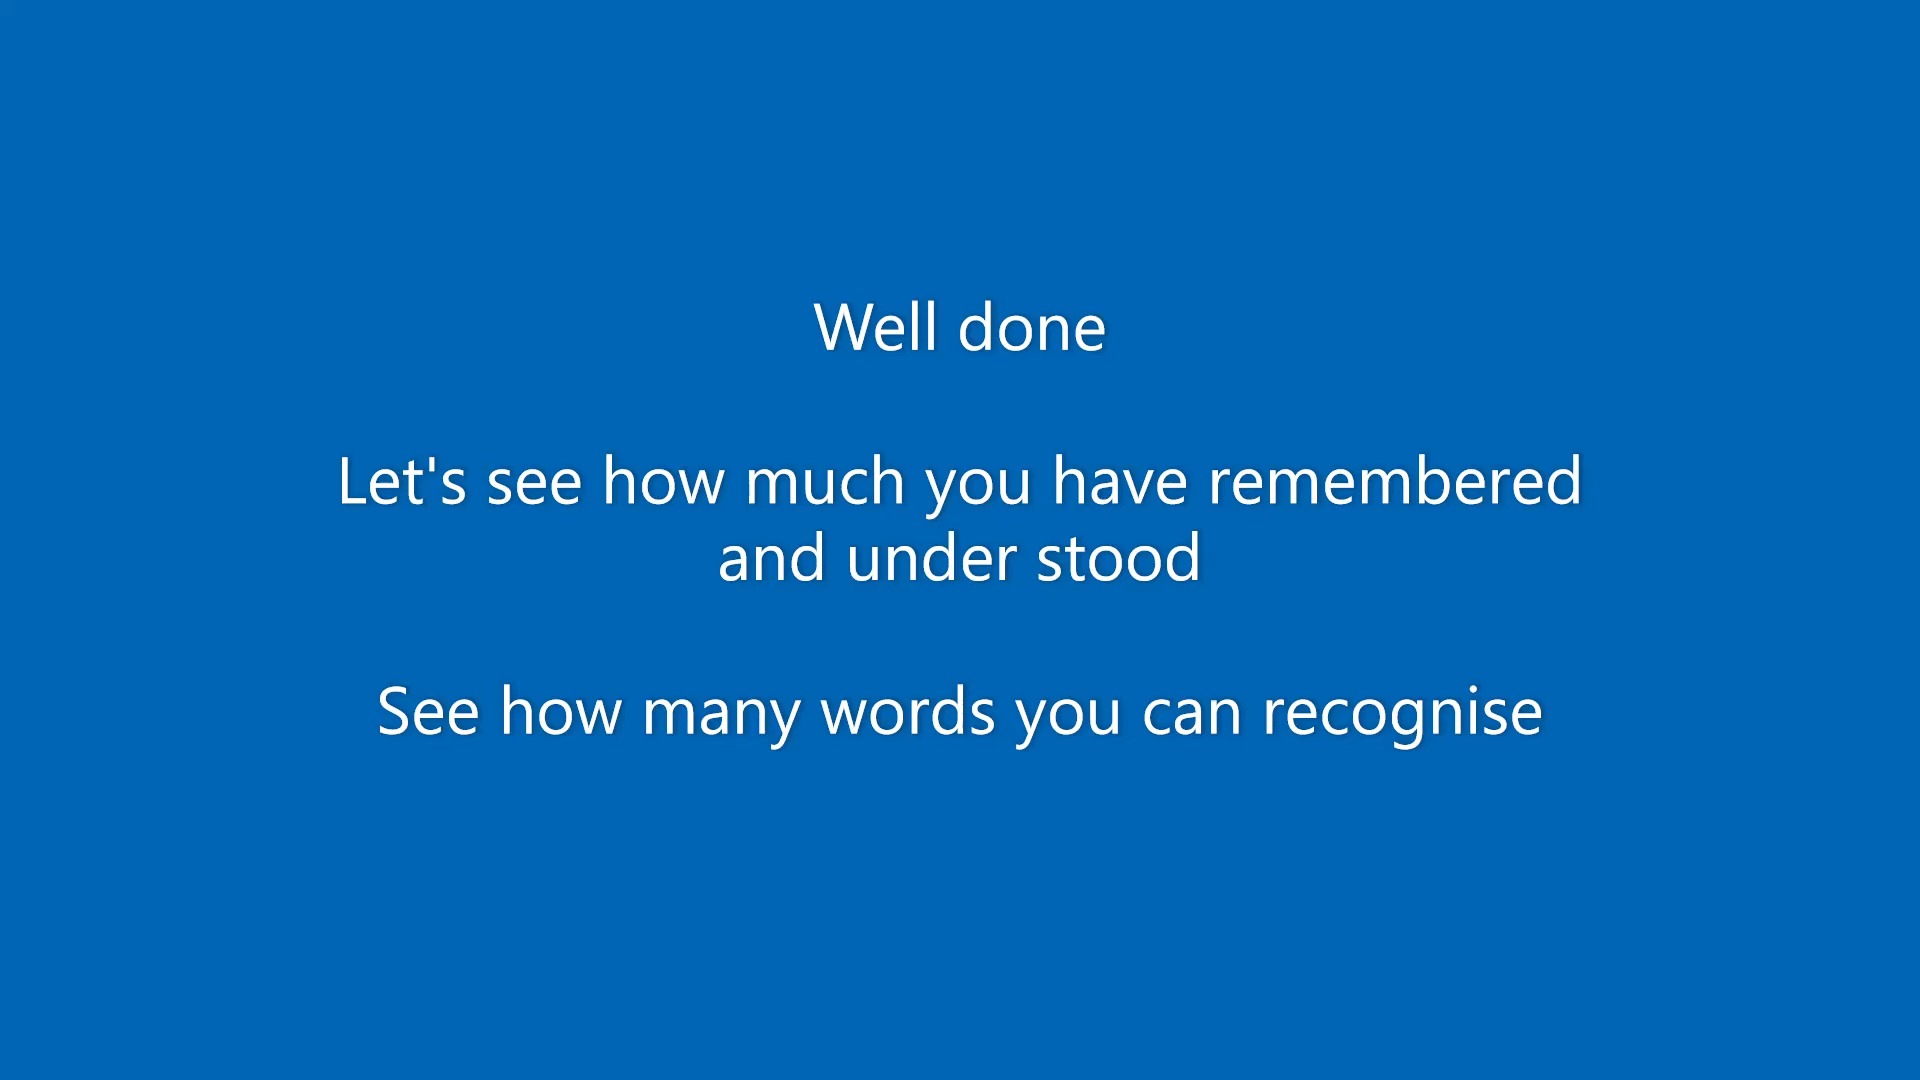 Well done
Let's see how much you have remembered
and under stood
See how many words you can recognise